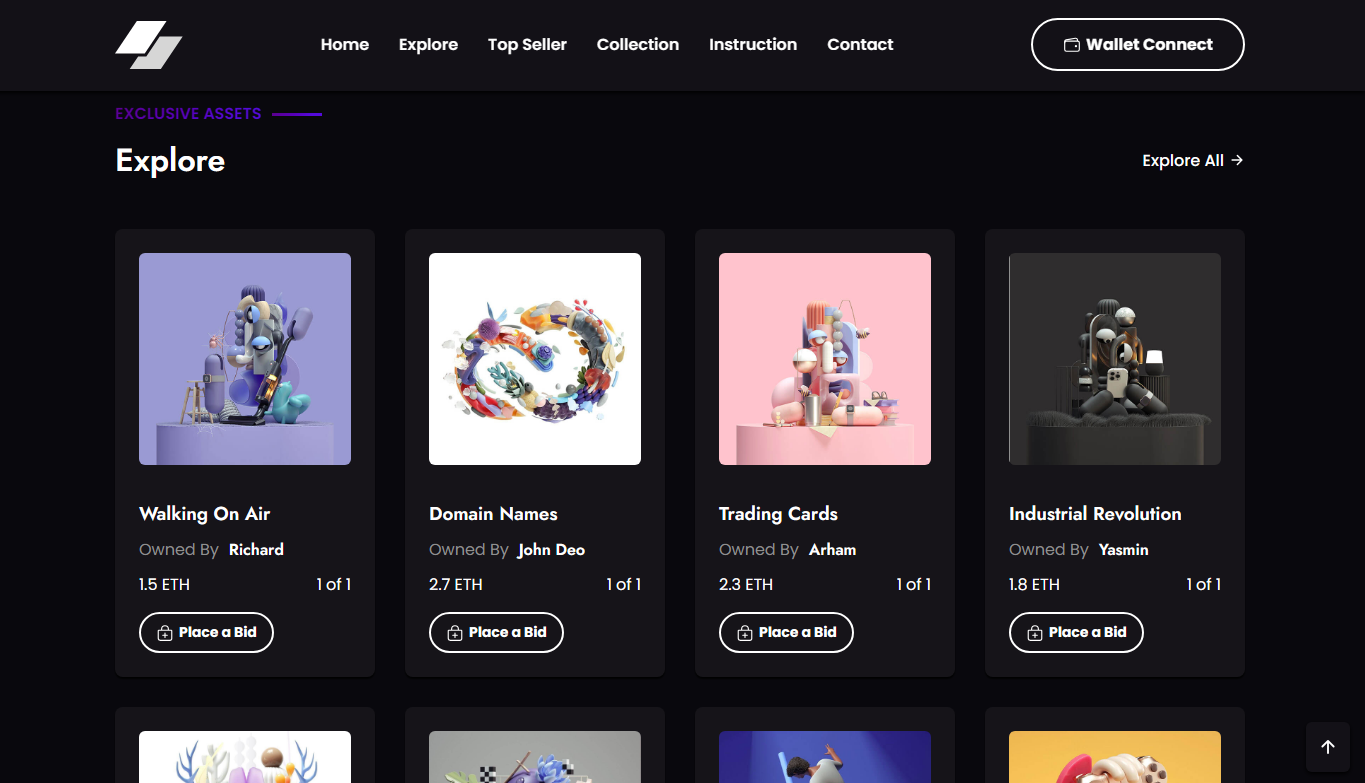 Home Explore Top Seller Collection Instruction Contact Wallet Connect
EXCLUSIVE ASSETS
Explore
Explore All →
Walking On Air
Owned By Richard
1.5 ETH 1 of 1
Place a Bid
Domain Names
Owned By John Deo
2.7 ETH 1 of 1
Place a Bid
Trading Cards
Owned By Arham
2.3 ETH 1 of 1
Place a Bid
Industrial Revolution
Owned By Yasmin
1.8 ETH 1 of 1
Place a Bid